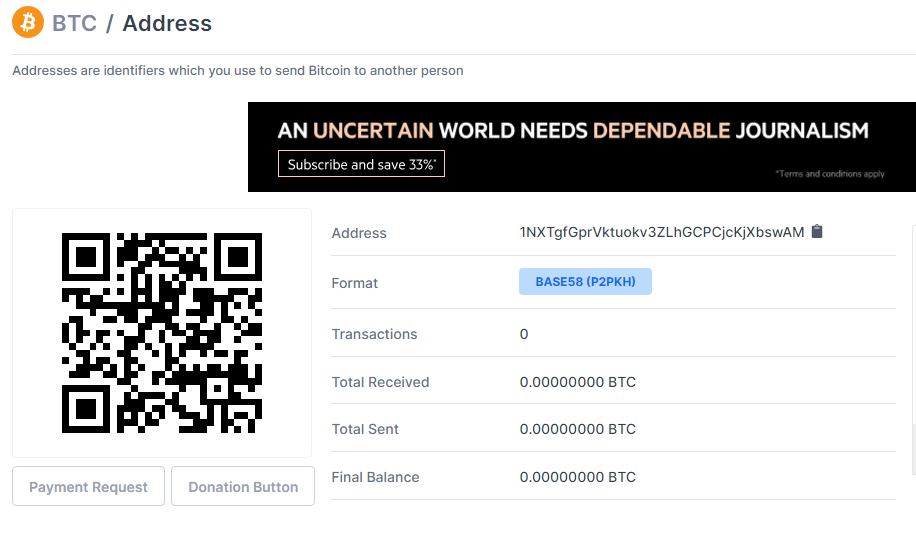 BTC / Address
Addresses are identifiers which you use to send Bitcoin to another person
AN UNCERTAIN WORLD NEEDS DEPENDABLE JOURNALISM
Subscribe and save 33%*
*Terms and conditions apply
Address 1NXTgfGprVktuokv3ZLhGCPCjcKjXbswAM
Format BASE58 (P2PKH)
Transactions 0
Total Received 0.00000000 BTC
Total Sent 0.00000000 BTC
Final Balance 0.00000000 BTC
Payment Request Donation Button